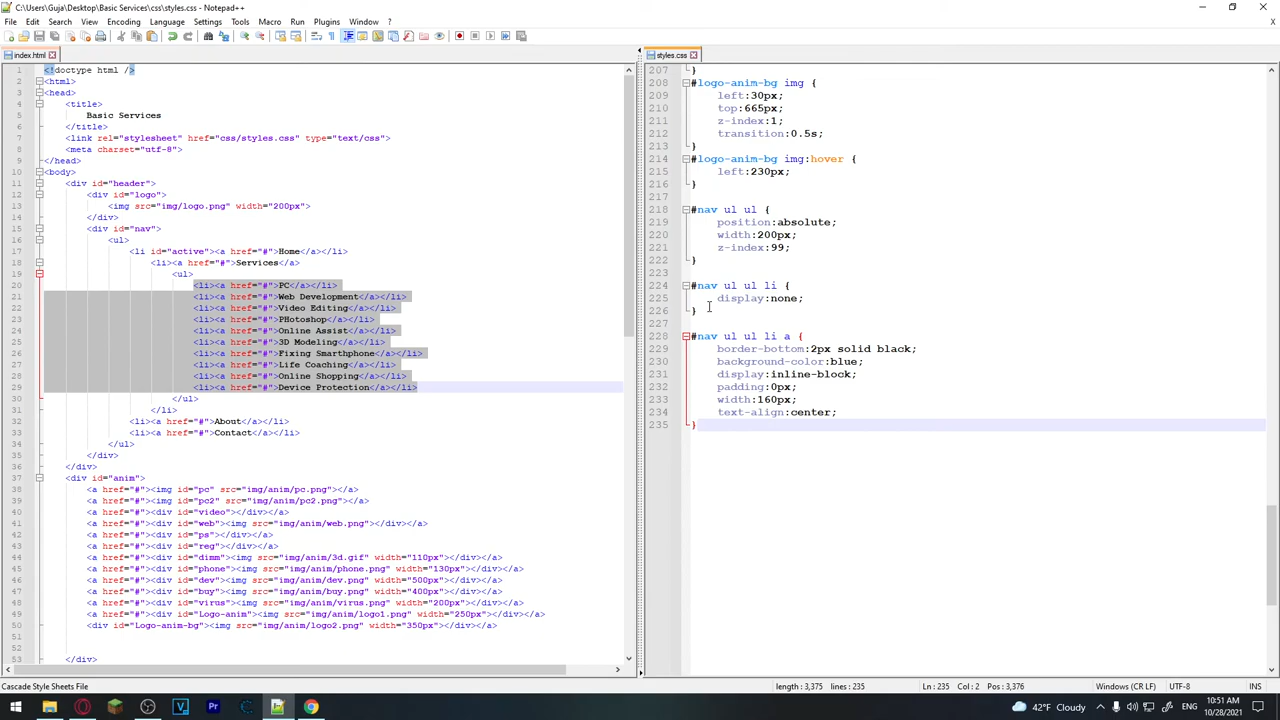 C:\Users\Guja\Desktop\Basic Services\css\styles.css - Notepad++
File Edit Search View Encoding Language Settings Tools Macro Run Plugins Window ?
index.html
1 <!doctype html />
2 <html>
3 <head>
4 <title>
5 Basic Services
6 </title>
7 <link rel="stylesheet" href="css/styles.css" type="text/css">
8 <meta charset="utf-8">
9 </head>
10 <body>
11 <div id="header">
12 <div id="logo">
13 <img src="img/logo.png" width="200px">
14 </div>
15 <div id="nav">
16 <ul>
17 <li id="active"><a href="#">Home</a></li>
18 <li><a href="#">Services</a>
19 <ul>
20 <li><a href="#">PC</a></li>
21 <li><a href="#">Web Development</a></li>
22 <li><a href="#">Video Editing</a></li>
23 <li><a href="#">PHotoshop</a></li>
24 <li><a href="#">Online Assist</a></li>
25 <li><a href="#">3D Modeling</a></li>
26 <li><a href="#">Fixing Smarthphone</a></li>
27 <li><a href="#">Life Coaching</a></li>
28 <li><a href="#">Online Shopping</a></li>
29 <li><a href="#">Device Protection</a></li>
30 </ul>
31 </li>
32 <li><a href="#">About</a></li>
33 <li><a href="#">Contact</a></li>
34 </ul>
35 </div>
36 </div>
37 <div id="anim">
38 <a href="#"><img id="pc" src="img/anim/pc.png"></a>
39 <a href="#"><img id="pc2" src="img/anim/pc2.png"></a>
40 <a href="#"><div id="video"></div></a>
41 <a href="#"><div id="web"><img src="img/anim/web.png"></div></a>
42 <a href="#"><div id="ps"></div></a>
43 <a href="#"><div id="reg"></div></a>
44 <a href="#"><div id="dimm"><img src="img/anim/3d.gif" width="110px"></div></a>
45 <a href="#"><div id="phone"><img src="img/anim/phone.png" width="130px"></div></a>
46 <a href="#"><div id="dev"><img src="img/anim/dev.png" width="500px"></div></a>
47 <a href="#"><div id="buy"><img src="img/anim/buy.png" width="400px"></div></a>
48 <a href="#"><div id="virus"><img src="img/anim/virus.png" width="200px"></div></a>
49 <a href="#"><div id="Logo-anim"><img src="img/anim/logo1.png" width="250px"></div></a>
50 <div id="Logo-anim-bg"><img src="img/anim/logo2.png" width="350px"></div></a>
51
52
53 </div>
styles.css
207 }
208 #logo-anim-bg img {
209 left:30px;
210 top:665px;
211 z-index:1;
212 transition:0.5s;
213 }
214 #logo-anim-bg img:hover {
215 left:230px;
216 }
217
218 #nav ul ul {
219 position:absolute;
220 width:200px;
221 z-index:99;
222 }
223
224 #nav ul ul li {
225 display:none;
226 }
227
228 #nav ul ul li a {
229 border-bottom:2px solid black;
230 background-color:blue;
231 display:inline-block;
232 padding:0px;
233 width:160px;
234 text-align:center;
235 }
Cascade Style Sheets File length : 3,375 lines : 235 Ln : 235 Col : 2 Pos : 3,376 Windows (CR LF) UTF-8 INS
42°F Cloudy ENG 10:51 AM
10/28/2021